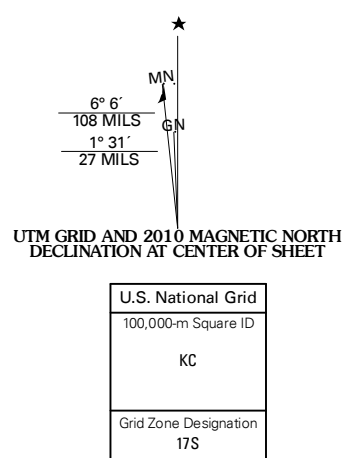 ★
M.N.
6° 6´
108 MILS
GN
1° 31´
27 MILS
UTM GRID AND 2010 MAGNETIC NORTH
DECLINATION AT CENTER OF SHEET
U.S. National Grid
100,000-m Square ID
KC
Grid Zone Designation
17S